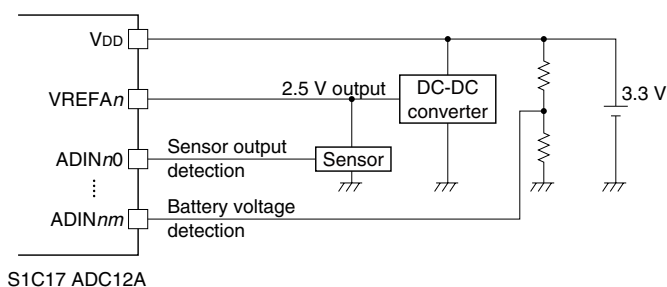 VDD
VREFAn
2.5 V output
DC-DC
converter
3.3 V
ADINn0
Sensor output
detection
Sensor
ADINnm
Battery voltage
detection
S1C17 ADC12A